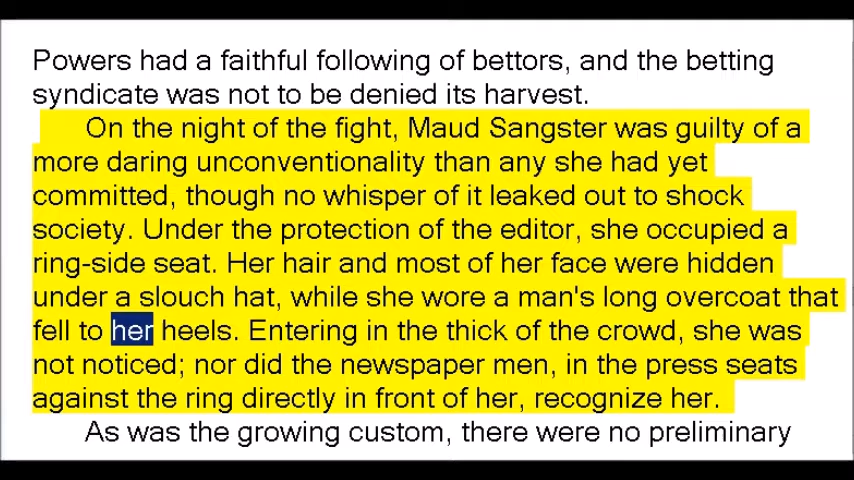 Powers had a faithful following of bettors, and the betting
syndicate was not to be denied its harvest.
On the night of the fight, Maud Sangster was guilty of a
more daring unconventionality than any she had yet
committed, though no whisper of it leaked out to shock
society. Under the protection of the editor, she occupied a
ring-side seat. Her hair and most of her face were hidden
under a slouch hat, while she wore a man's long overcoat that
fell to her heels. Entering in the thick of the crowd, she was
not noticed; nor did the newspaper men, in the press seats
against the ring directly in front of her, recognize her.
As was the growing custom, there were no preliminary